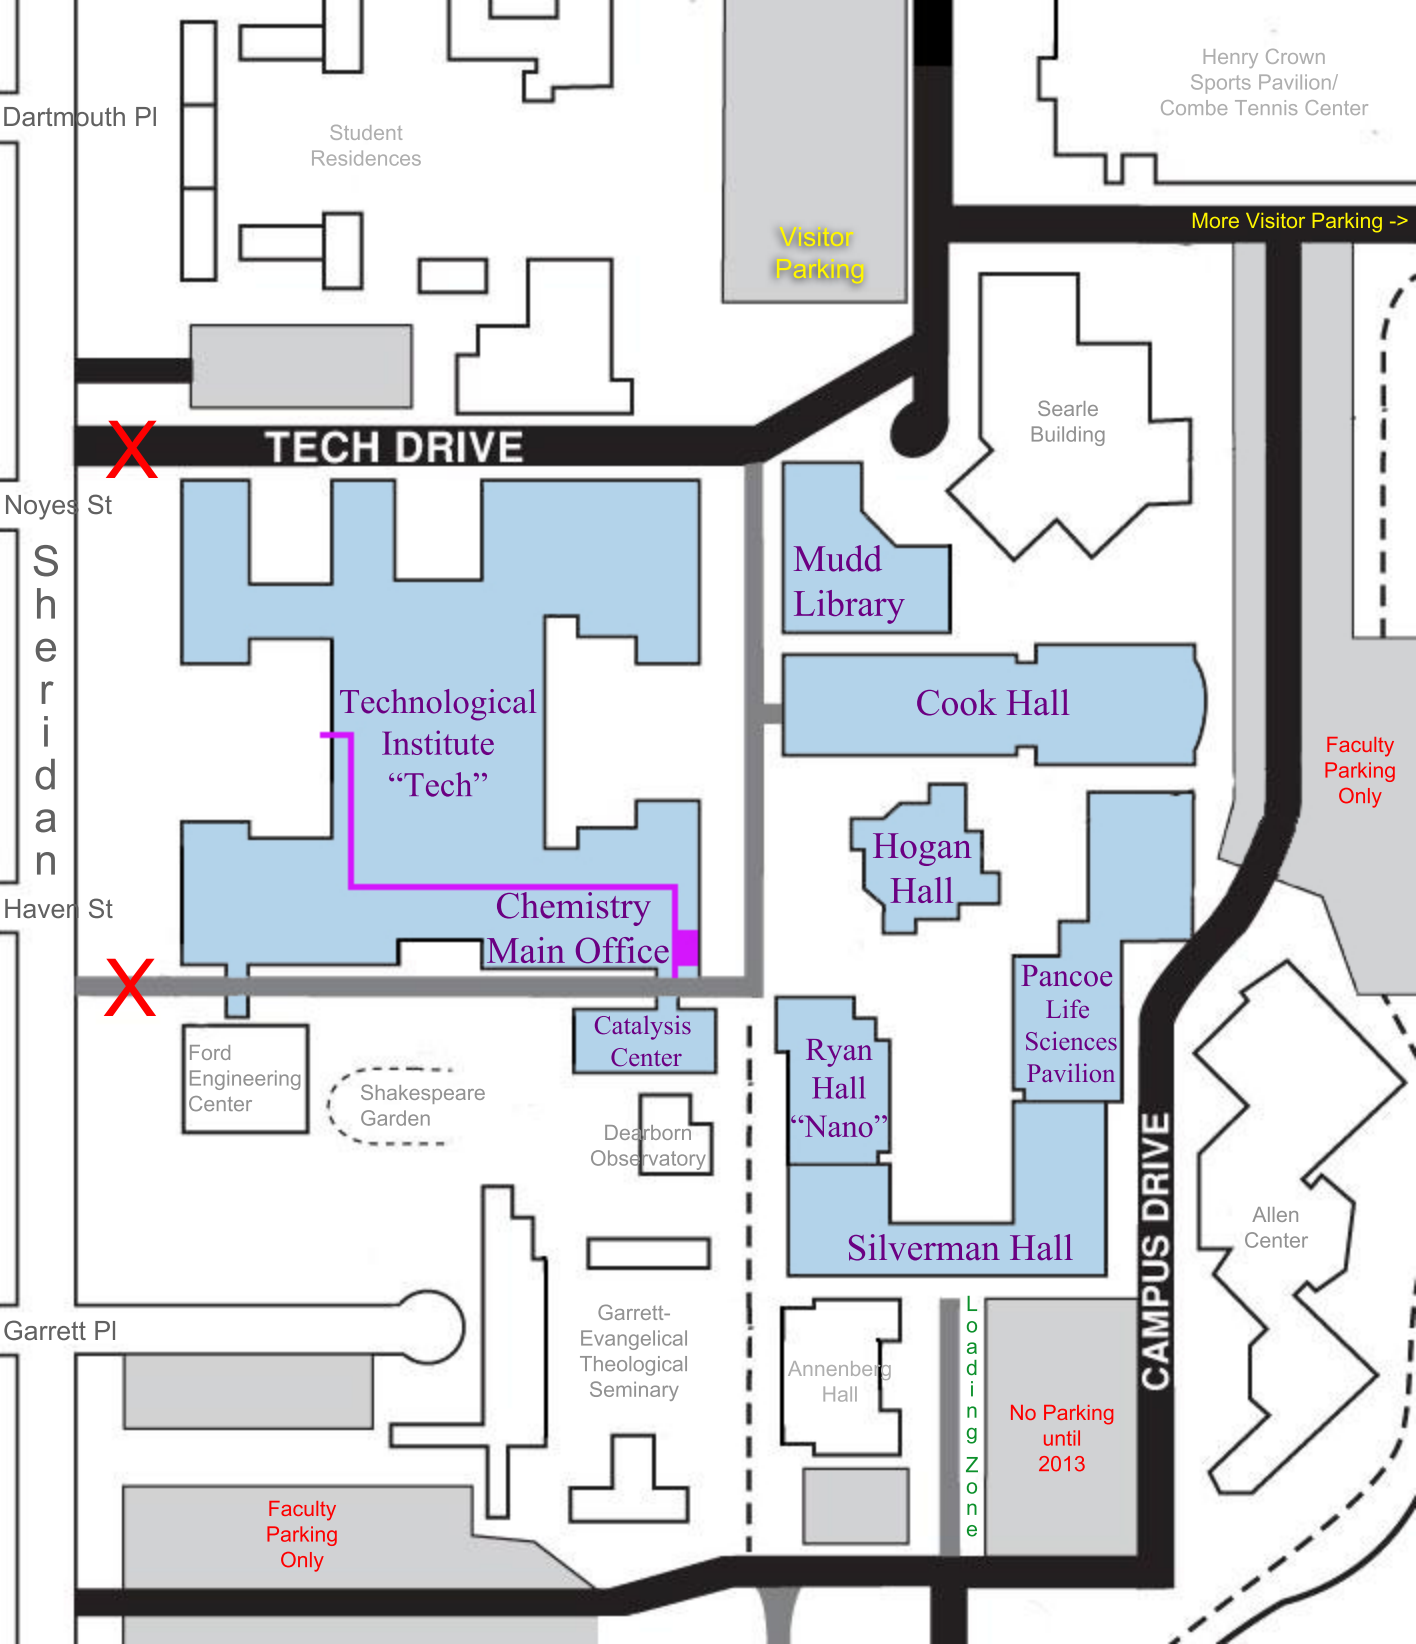 Henry Crown
Sports Pavilion/
Combe Tennis Center
Dartmouth Pl
Student
Residences
More Visitor Parking ->
Visitor
Parking
Searle
Building
X
TECH DRIVE
Noyes St
Sheridan
Mudd
Library
Technological
Institute
“Tech”
Cook Hall
Faculty
Parking
Only
Hogan
Hall
Haven St
Chemistry
Main Office
X
Pancoe
Life
Sciences
Pavilion
Catalysis
Center
Ryan
Hall
“Nano”
Ford
Engineering
Center
Shakespeare
Garden
Dearborn
Observatory
CAMPUS DRIVE
Allen
Center
Silverman Hall
Garrett Pl
Garrett-
Evangelical
Theological
Seminary
Annenberg
Hall
Loading Zone
No Parking
until
2013
Faculty
Parking
Only